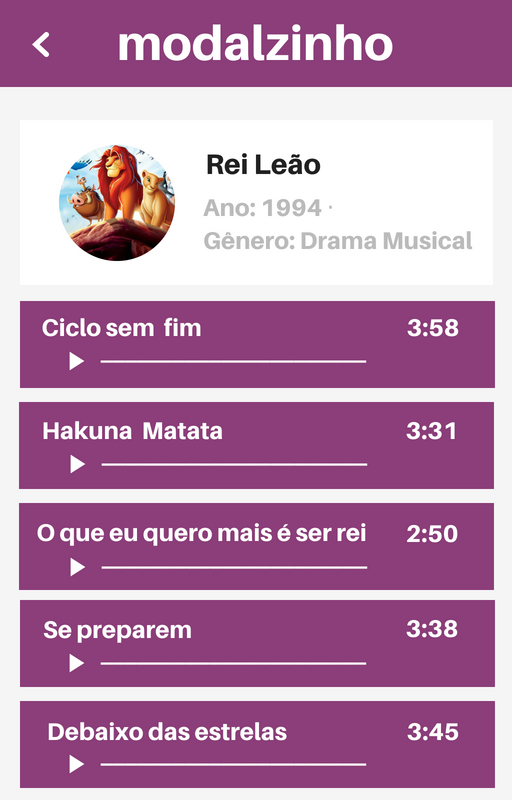 modalzinho
Rei Leão
Ano: 1994 ·
Gênero: Drama Musical
Ciclo sem fim 3:58
Hakuna Matata 3:31
O que eu quero mais é ser rei 2:50
Se preparem 3:38
Debaixo das estrelas 3:45